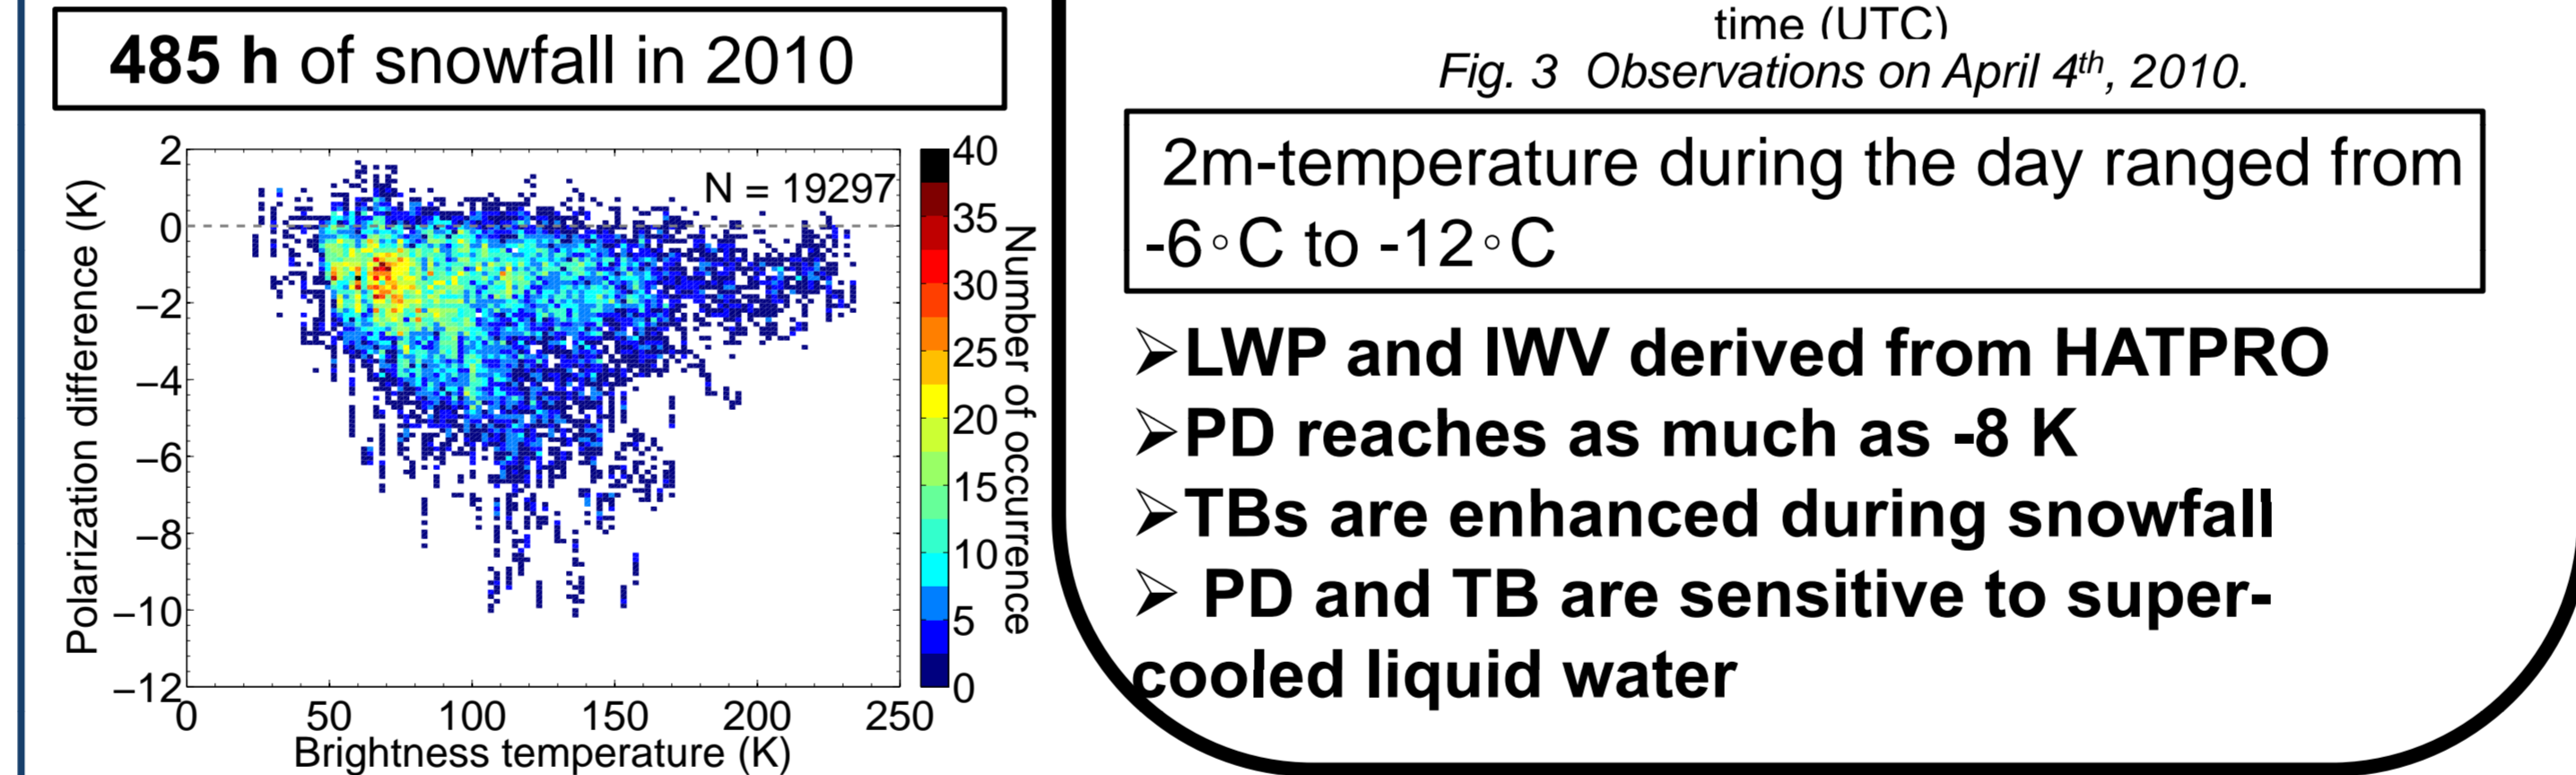 485 h of snowfall in 2010
2
0
−2
−4
−6
−8
−10
−12
Polarization difference (K)
N = 19297
0
50
100
150
200
250
Brightness temperature (K)
40
35
30
25
20
15
10
5
0
Number of occurrence
time (UTC)
Fig. 3 Observations on April 4th, 2010.
2m-temperature during the day ranged from
-6◦C to -12◦C
➢LWP and IWV derived from HATPRO
➢PD reaches as much as -8 K
➢TBs are enhanced during snowfall
➢ PD and TB are sensitive to super-
cooled liquid water